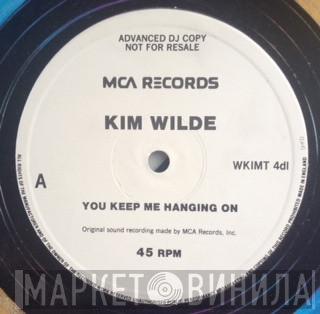 ADVANCED DJ COPY
NOT FOR RESALE
MCA RECORDS
KIM WILDE
WKIMT 4dl
A
YOU KEEP ME HANGING ON
Original sound recording made by MCA Records, Inc.
45 RPM
МАРКЕТ ВИНИЛА